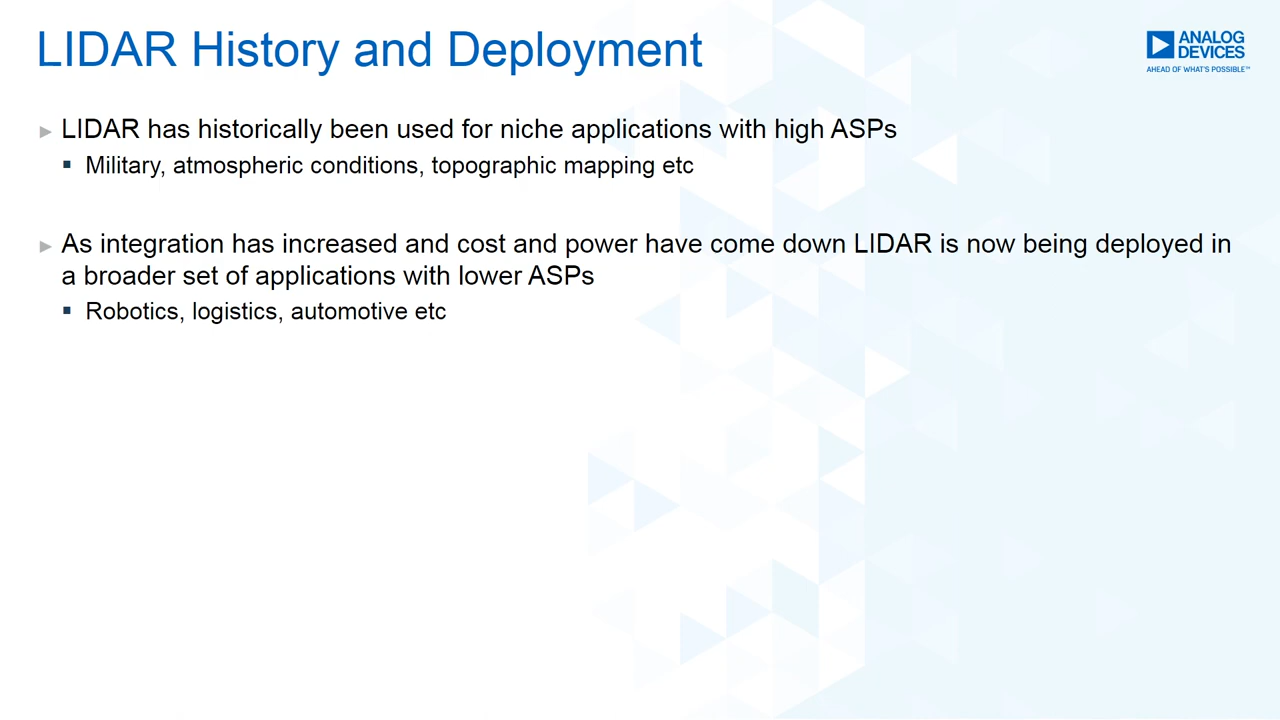 LIDAR History and Deployment
ANALOG
DEVICES
AHEAD OF WHAT'S POSSIBLE™
LIDAR has historically been used for niche applications with high ASPs
Military, atmospheric conditions, topographic mapping etc
As integration has increased and cost and power have come down LIDAR is now being deployed in
a broader set of applications with lower ASPs
Robotics, logistics, automotive etc